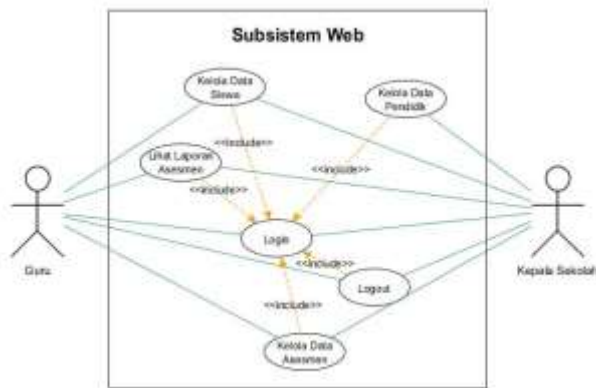 Subsistem Web
Kelola Data
Siswa
Kelola Data
Pendidik
<<include>>
Lihat Laporan
Asesmen
<<include>>
<<include>>
Login
<<include>>
Guru
Kepala Sekolah
Logout
<<include>>
Kelola Data
Asesmen